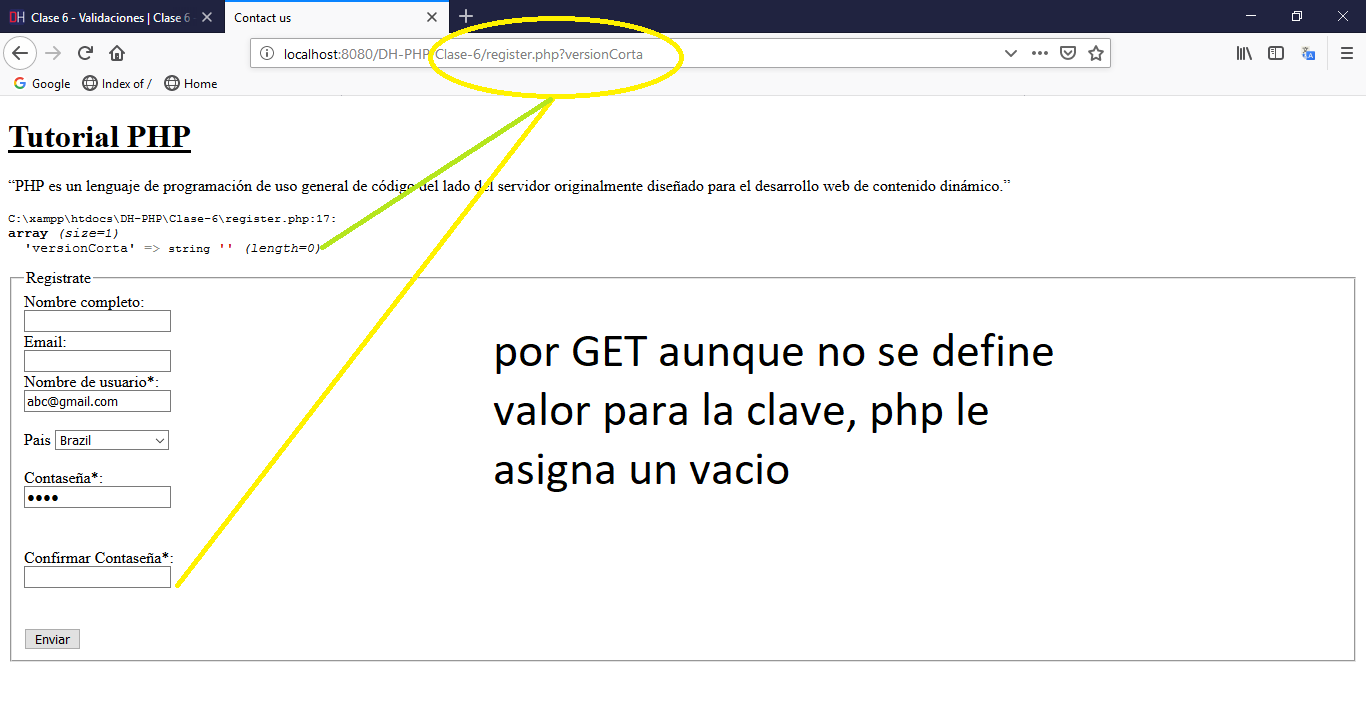 DH Clase 6 - Validaciones | Clase 6
Contact us
localhost:8080/DH-PHP/Clase-6/register.php?versionCorta
Google Index of / Home
Tutorial PHP
“PHP es un lenguaje de programación de uso general de código del lado del servidor originalmente diseñado para el desarrollo web de contenido dinámico.”
C:\xampp\htdocs\DH-PHP\Clase-6\register.php:17:
array (size=1)
'versionCorta' => string '' (length=0)
Registrate
Nombre completo:
Email:
Nombre de usuario*:
abc@gmail.com
Pais Brazil
Contaseña*:
••••
Confirmar Contaseña*:
Enviar
por GET aunque no se define
valor para la clave, php le
asigna un vacio